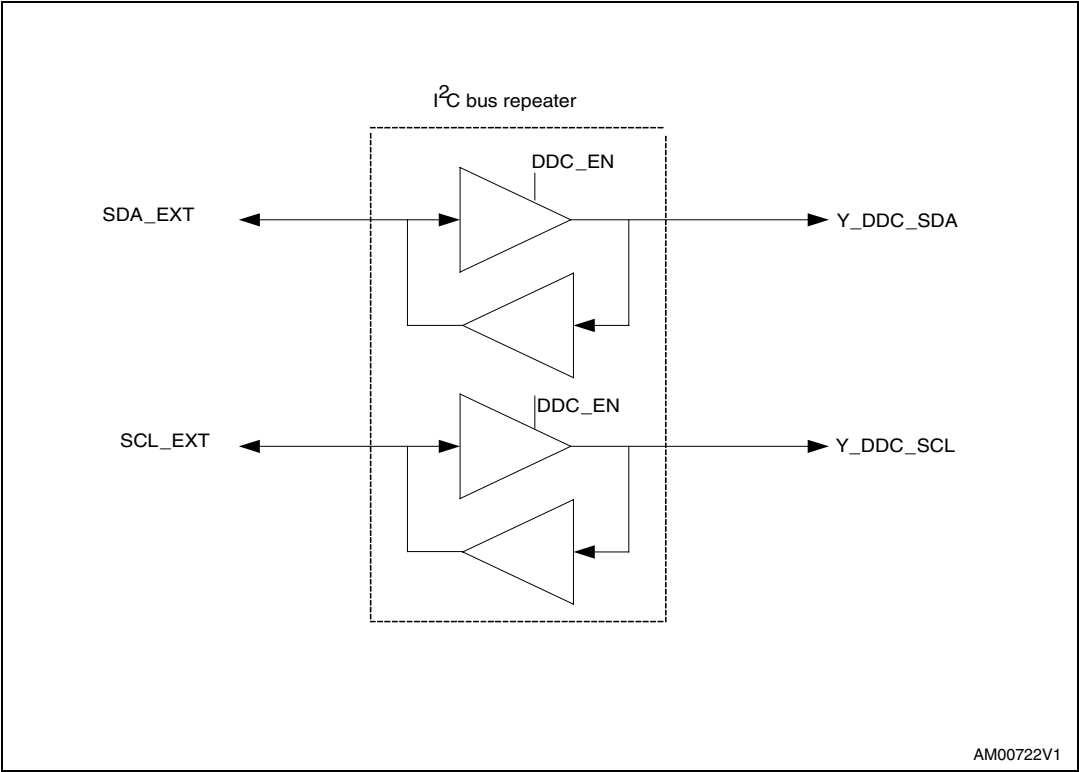 I²C bus repeater
DDC_EN
SDA_EXT
Y_DDC_SDA
DDC_EN
SCL_EXT
Y_DDC_SCL
AM00722V1